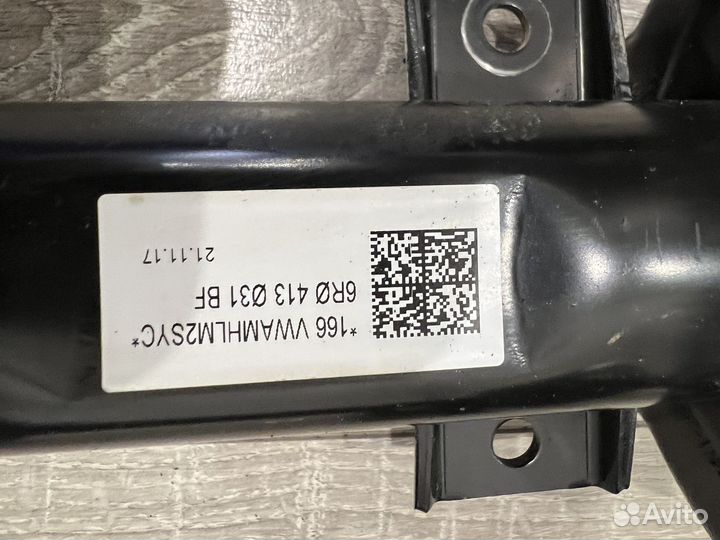 *166 VWAMHLM2SYC*
6RØ 413 Ø31 BF
21.11.17
Avito